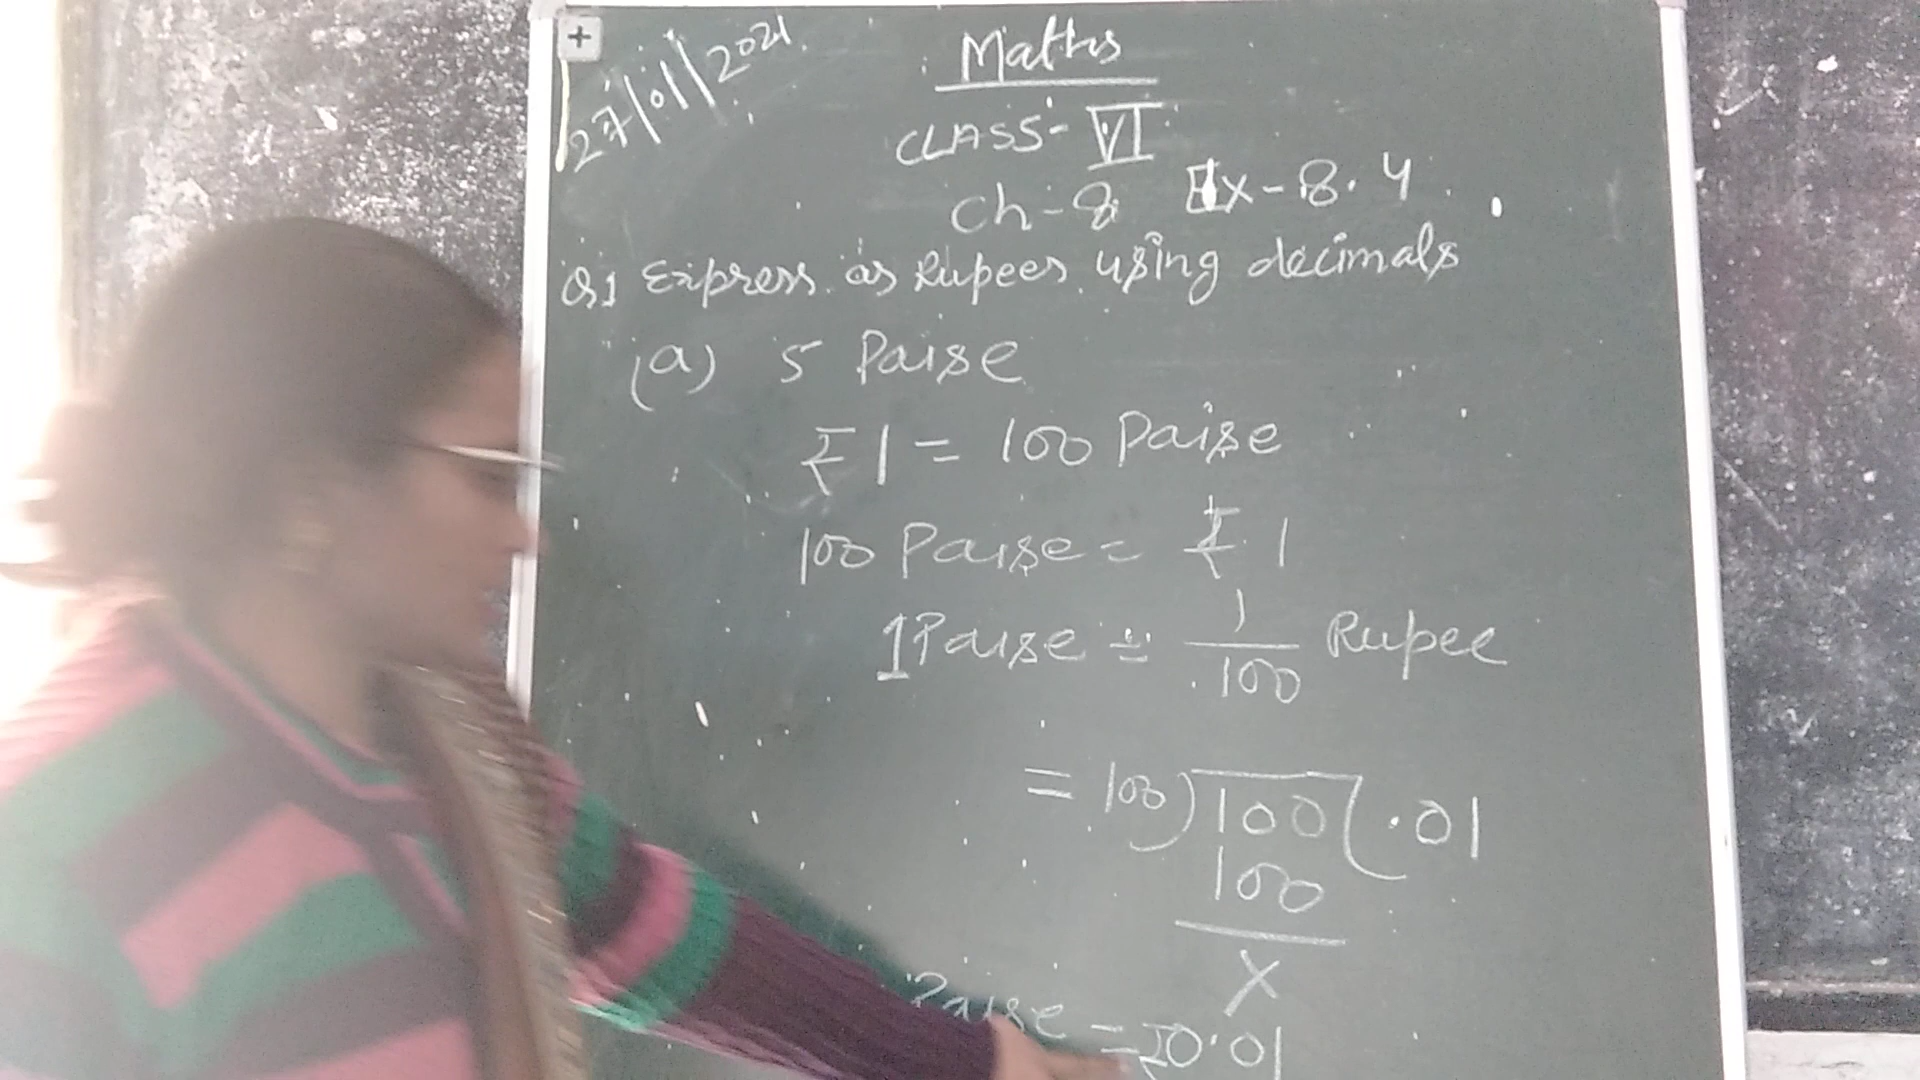 27/01/2021
Maths
CLASS-VI
Ch-8 Ex-8.4
Q1 Express as Rupees using decimals
(a) 5 Paise
₹1 = 100 Paise
100 Paise = ₹1
1 Paise = 1/100 Rupee
= 100)100(.01
100
X
Paise = ₹0.01